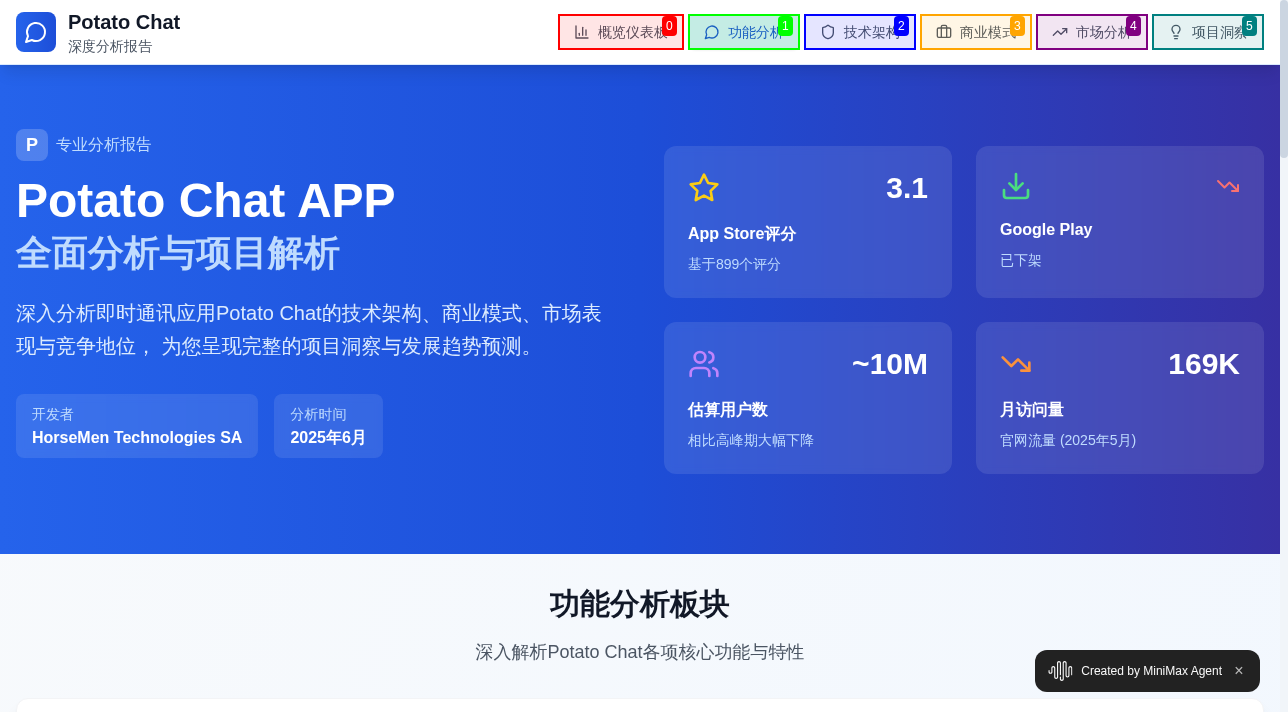 Potato Chat
深度分析报告
概览仪表板 0
功能分析 1
技术架构 2
商业模式 3
市场分析 4
项目洞察 5
P 专业分析报告
Potato Chat APP
全面分析与项目解析
深入分析即时通讯应用Potato Chat的技术架构、商业模式、市场表
现与竞争地位， 为您呈现完整的项目洞察与发展趋势预测。
开发者
HorseMen Technologies SA
分析时间
2025年6月
3.1
App Store评分
基于899个评分
Google Play
已下架
~10M
估算用户数
相比高峰期大幅下降
169K
月访问量
官网流量 (2025年5月)
功能分析板块
深入解析Potato Chat各项核心功能与特性
Created by MiniMax Agent ×